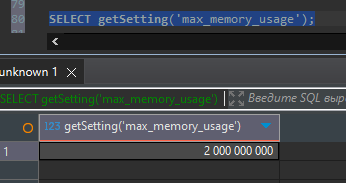 79
80 SELECT getSetting('max_memory_usage');
unknown 1
SELECT getSetting('max_memory_usage') Введите SQL выр
123 getSetting('max_memory_usage')
1 2 000 000 000